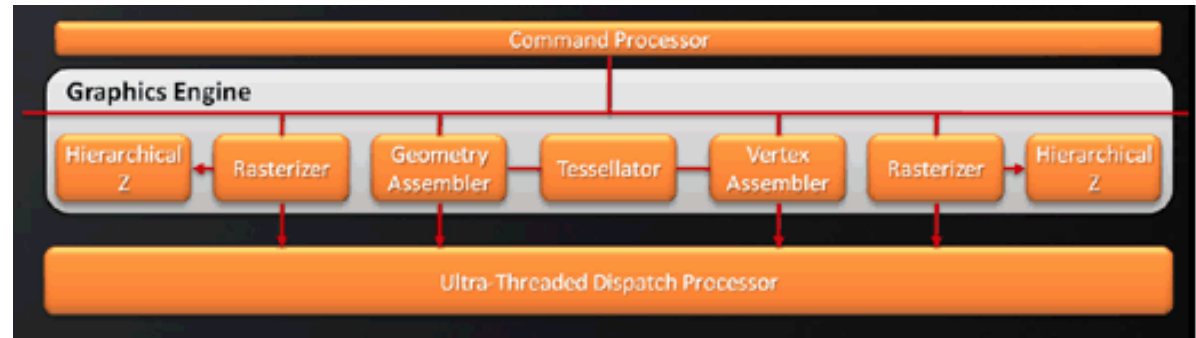 Command Processor
Graphics Engine
Hierarchical
Z
Rasterizer
Geometry
Assembler
Tessellator
Vertex
Assembler
Rasterizer
Hierarchical
Z
Ultra-Threaded Dispatch Processor